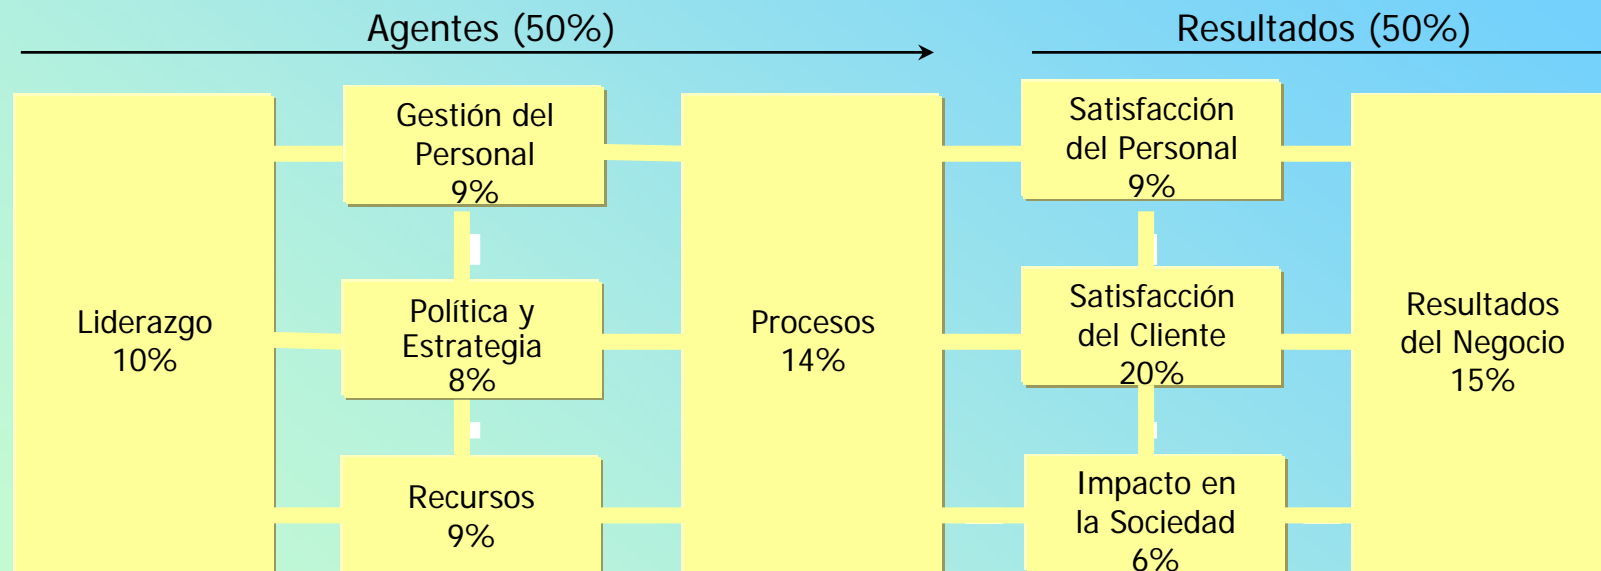 Agentes (50%)
Resultados (50%)
Liderazgo
10%
Gestión del
Personal
9%
Política y
Estrategia
8%
Recursos
9%
Procesos
14%
Satisfacción
del Personal
9%
Satisfacción
del Cliente
20%
Impacto en
la Sociedad
6%
Resultados
del Negocio
15%